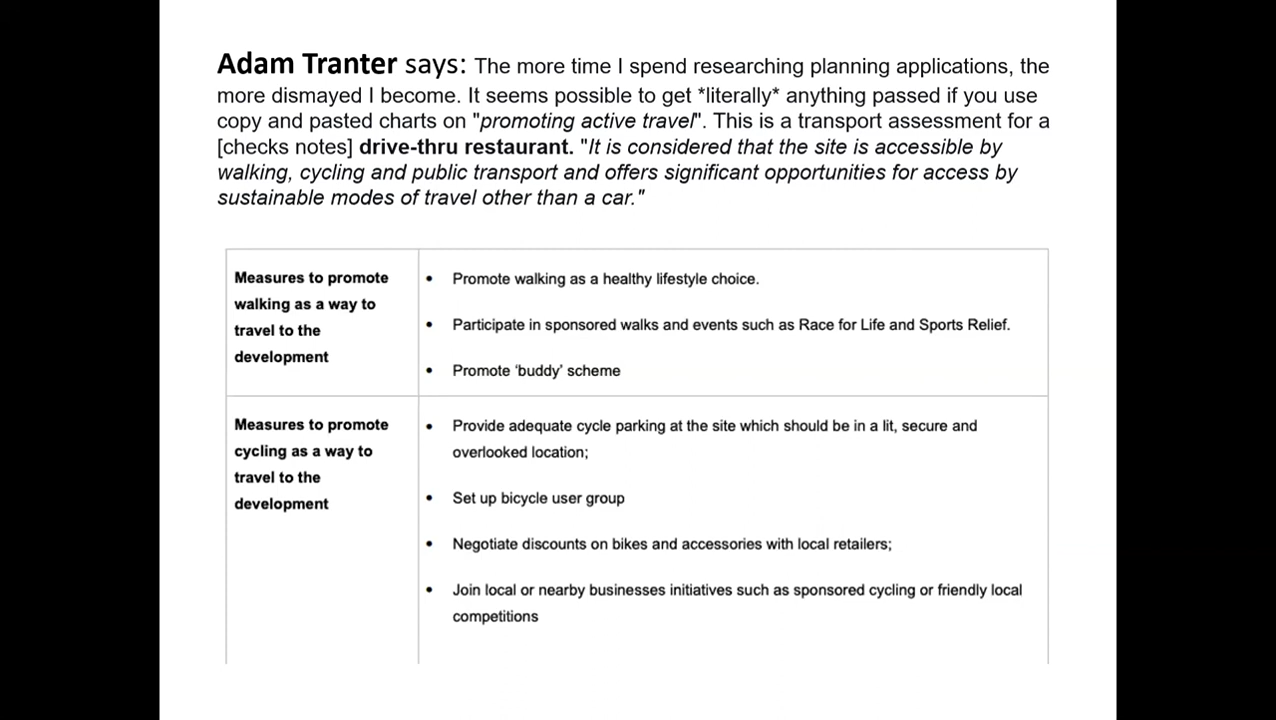 Adam Tranter says: The more time I spend researching planning applications, the
more dismayed I become. It seems possible to get *literally* anything passed if you use
copy and pasted charts on "promoting active travel". This is a transport assessment for a
[checks notes] drive-thru restaurant. "It is considered that the site is accessible by
walking, cycling and public transport and offers significant opportunities for access by
sustainable modes of travel other than a car."
Measures to promote
walking as a way to
travel to the
development
• Promote walking as a healthy lifestyle choice.
• Participate in sponsored walks and events such as Race for Life and Sports Relief.
• Promote ‘buddy’ scheme
Measures to promote
cycling as a way to
travel to the
development
• Provide adequate cycle parking at the site which should be in a lit, secure and
overlooked location;
• Set up bicycle user group
• Negotiate discounts on bikes and accessories with local retailers;
• Join local or nearby businesses initiatives such as sponsored cycling or friendly local
competitions